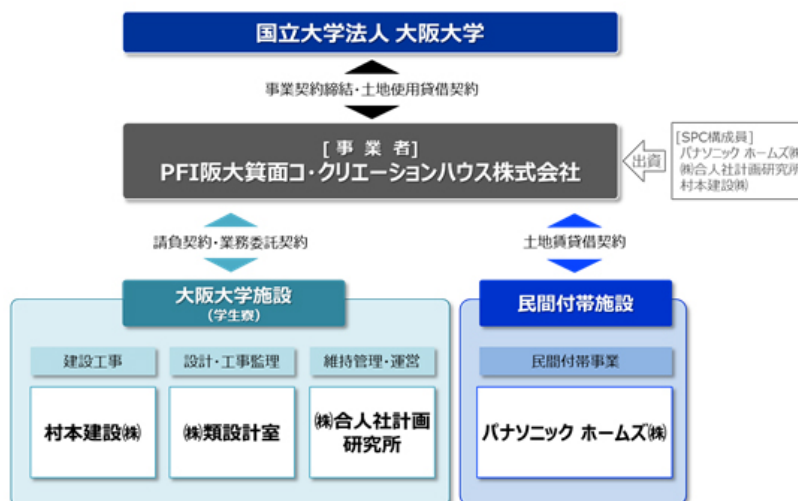 国立大学法人 大阪大学
事業契約締結・土地使用貸借契約
[ 事 業 者]
PFI阪大箕面コ・クリエーションハウス株式会社
出資
[SPC構成員]
パナソニック ホームズ㈱
㈱合人社計画研究所
村本建設㈱
請負契約・業務委託契約
土地賃貸借契約
大阪大学施設
(学生寮)
民間付帯施設
建設工事
設計・工事監理
維持管理・運営
民間付帯事業
村本建設㈱
㈱類設計室
㈱合人社計画
研究所
パナソニック ホームズ㈱